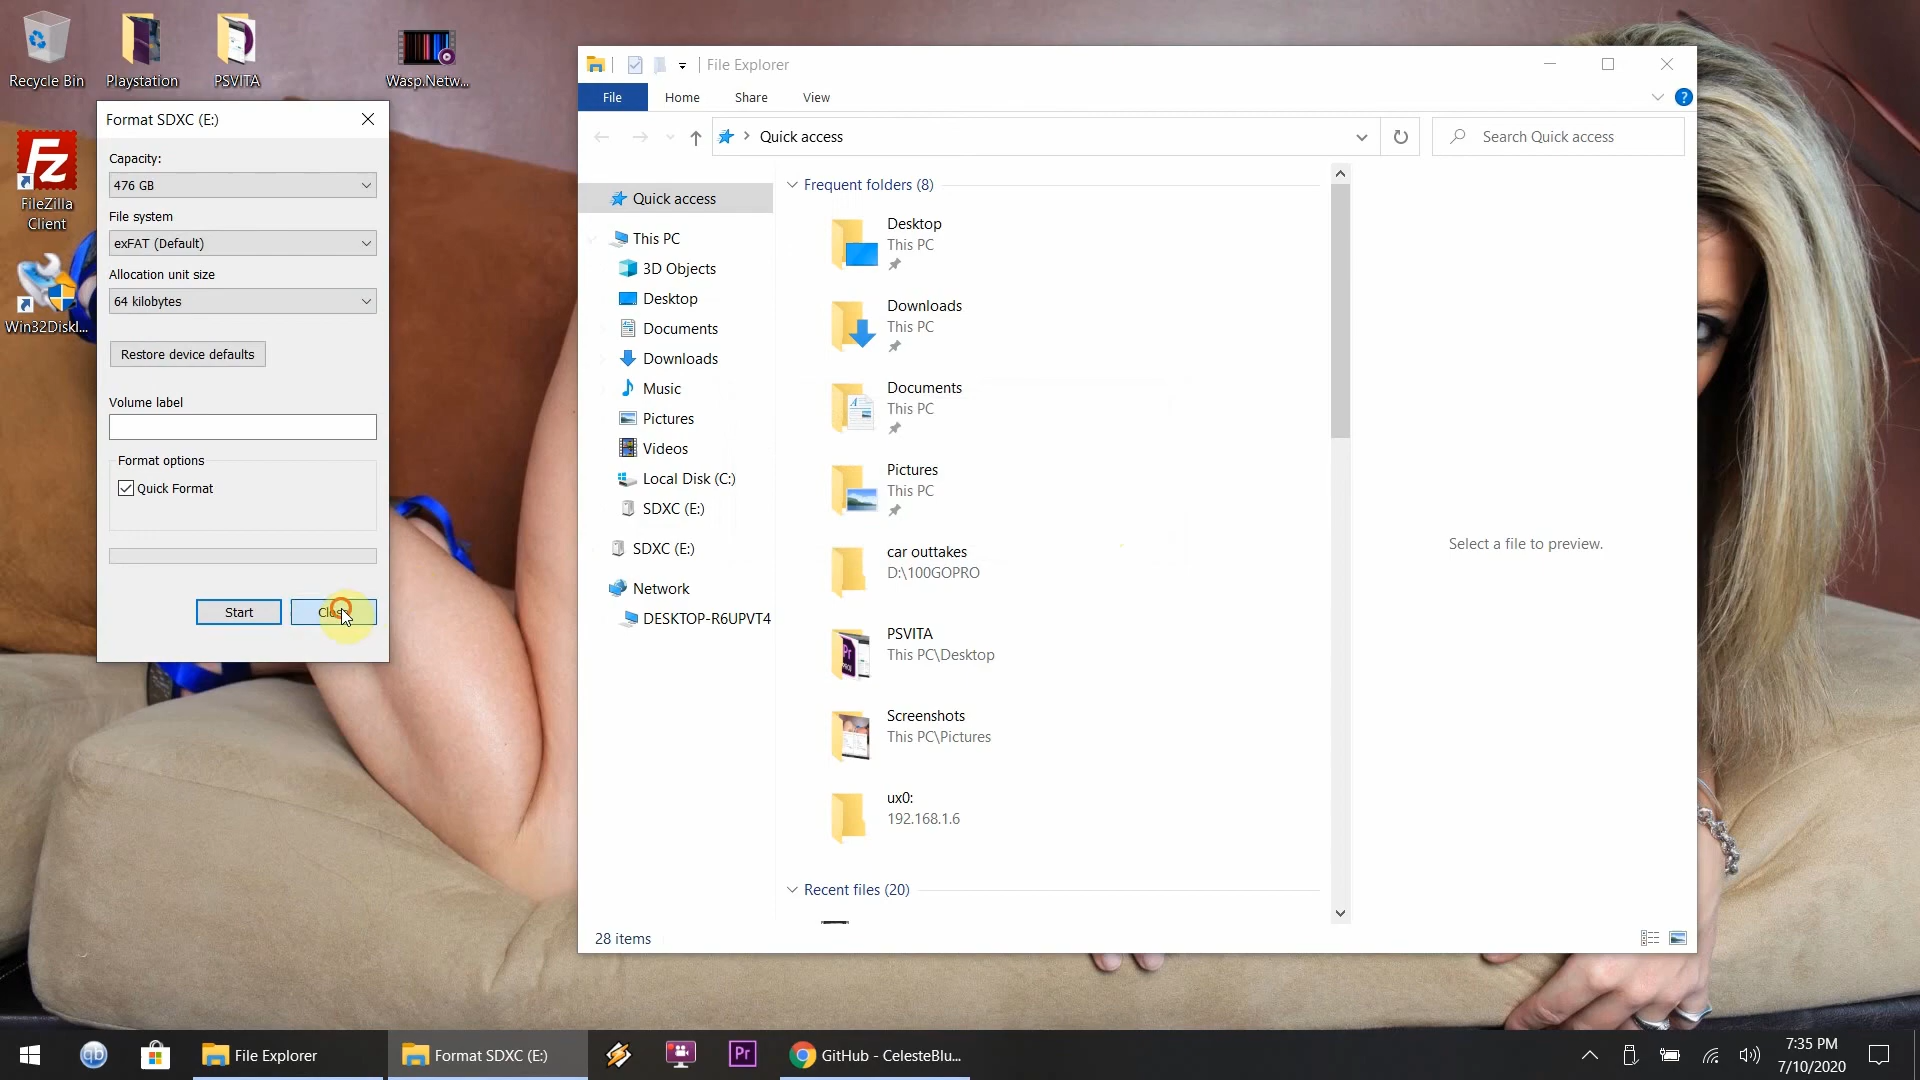 Recycle Bin
Playstation
PSVITA
Wasp.Netw...
FileZilla
Client
Win32DiskI...
Format SDXC (E:)
Capacity:
476 GB
File system
exFAT (Default)
Allocation unit size
64 kilobytes
Restore device defaults
Volume label
Format options
Quick Format
Start
File Explorer
File
Home
Share
View
Quick access
Search Quick access
Quick access
This PC
3D Objects
Desktop
Documents
Downloads
Music
Pictures
Videos
Local Disk (C:)
SDXC (E:)
SDXC (E:)
Network
DESKTOP-R6UPVT4
Frequent folders (8)
Desktop
This PC
Downloads
This PC
Documents
This PC
Pictures
This PC
car outtakes
D:\100GOPRO
PSVITA
This PC\Desktop
Screenshots
This PC\Pictures
ux0:
192.168.1.6
Recent files (20)
Select a file to preview.
28 items
qb
File Explorer
Format SDXC (E:)
Pr
GitHub - CelesteBlu...
7:35 PM
7/10/2020